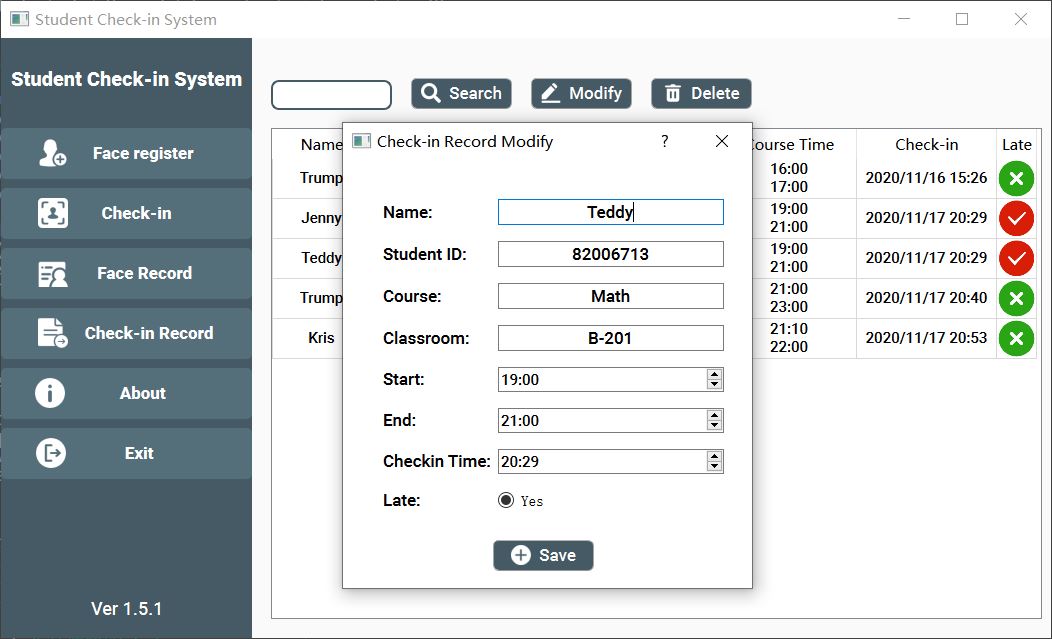 Student Check-in System
Student Check-in System
Face register
Check-in
Face Record
Check-in Record
About
Exit
Ver 1.5.1
Search
Modify
Delete
Name Course Time Check-in Late
Trump 16:00 17:00 2020/11/16 15:26
Jenny 19:00 21:00 2020/11/17 20:29
Teddy 19:00 21:00 2020/11/17 20:29
Trump 21:00 23:00 2020/11/17 20:40
Kris 21:10 22:00 2020/11/17 20:53
Check-in Record Modify ?
Name: Teddy
Student ID: 82006713
Course: Math
Classroom: B-201
Start: 19:00
End: 21:00
Checkin Time: 20:29
Late: Yes
Save